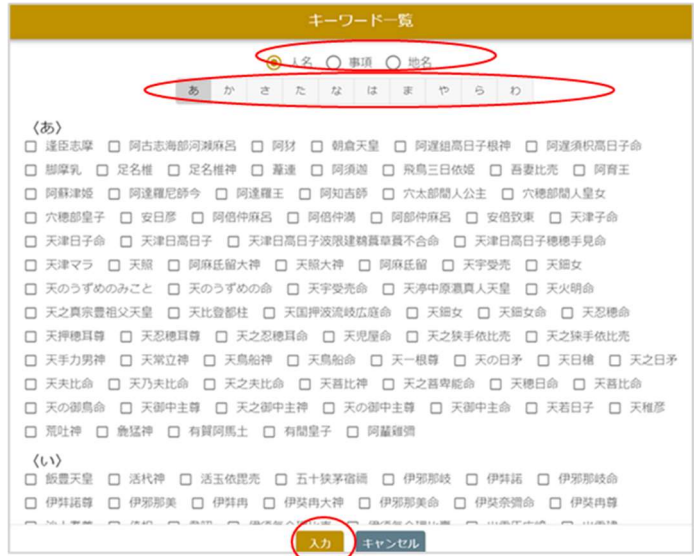 キーワード一覧
人名 事項 地名
あ か さ た な は ま や ら わ
〈あ〉
逢臣志摩 阿古志海部河瀬麻呂 阿豺 朝倉天皇 阿遅鉏高日子根神 阿遅須枳高日子命
脚摩乳 足名椎 足名椎神 蘆連 阿須迦 飛鳥三日依姫 吾妻比売 阿育王
阿蘇津姫 阿達羅尼師今 阿達羅王 阿知吉師 穴太部間人公主 穴穂部間人皇女
穴穂部皇子 安日彦 阿倍仲麻呂 阿倍仲満 阿部仲麻呂 安倍致東 天津子命
天津日子命 天津日高日子 天津日高日子波限建鵜葺草葺不合命 天津日高日子穂穂手見命
天津マラ 天照 阿麻氐留大神 天照大神 阿麻氐留 天宇受売 天鈿女
天のうずめのみこと 天のうずめの命 天宇受売命 天渟中原瀛真人天皇 天火明命
天之真宗豊祖父天皇 天比登都柱 天国押波流岐広庭命 天鈿女 天鈿女命 天忍穂命
天押穂耳尊 天忍穂耳尊 天之忍穂耳命 天児屋命 天之狭手依比売 天之狭手依比売
天手力男神 天常立神 天鳥船神 天鳥船命 天一根尊 天の日矛 天日槍 天之日矛
天夫比命 天乃夫比命 天之夫比命 天菩比神 天之菩卑能命 天穂日命 天菩比命
天の御鳥命 天御中主尊 天之御中主神 天の御中主尊 天御中主命 天若日子 天稚彦
荒吐神 麁猛神 有賀阿馬土 有間皇子 阿輩雞彌
〈い〉
飯豊天皇 活杙神 活玉依毘売 五十狭茅宿禰 伊邪那岐 伊弉諾 伊邪那岐命
伊弉諾尊 伊邪那美 伊弉冉 伊弉冉大神 伊邪那美命 伊奘奈彌命 伊奘冉尊
入力 キャンセル